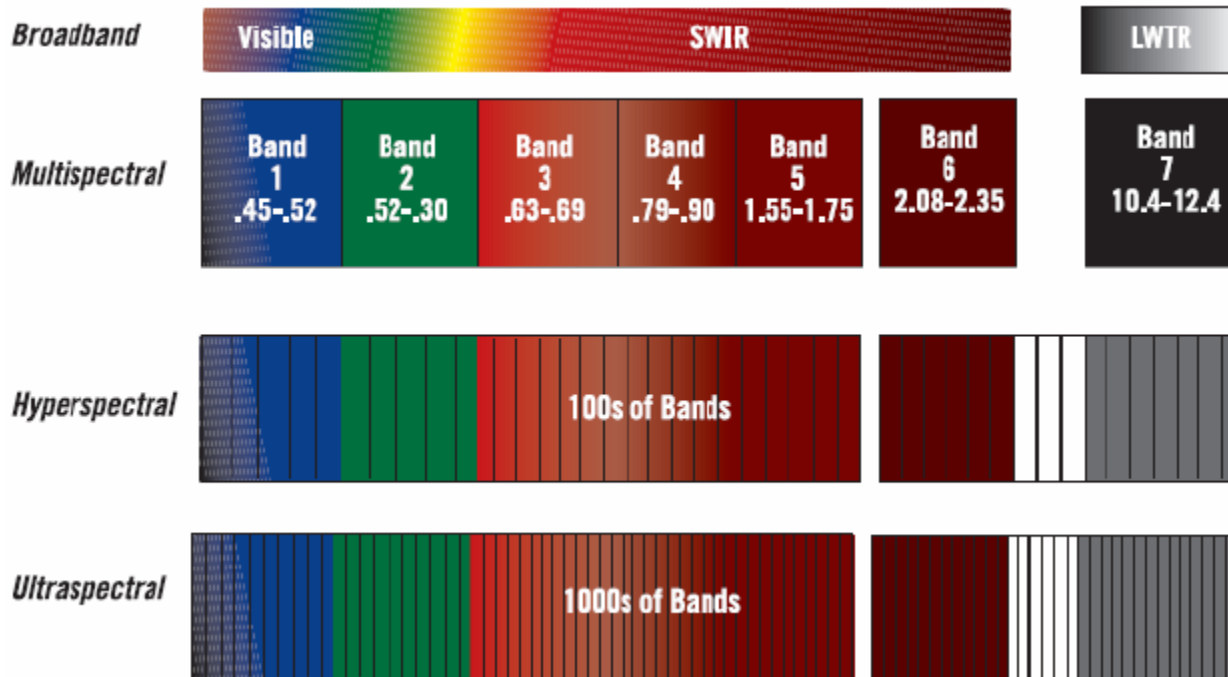 Broadband
Visible
SWIR
LWTR
Multispectral
Band
1
.45-.52
Band
2
.52-.30
Band
3
.63-.69
Band
4
.79-.90
Band
5
1.55-1.75
Band
6
2.08-2.35
Band
7
10.4-12.4
Hyperspectral
100s of Bands
Ultraspectral
1000s of Bands